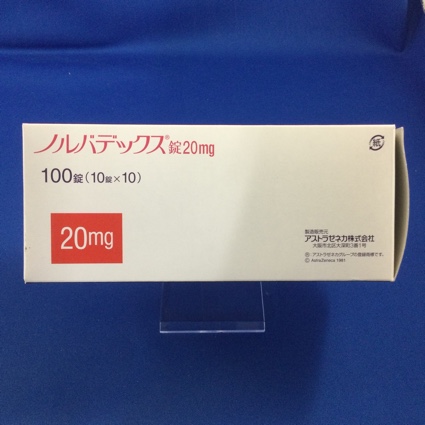 ノルバデックス®錠20mg
100錠(10錠×10)
20mg
紙
製造販売元
アストラゼネカ株式会社
大阪市北区大深町3番1号
®:アストラゼネカグループの登録商標です。
© AstraZeneca 1981